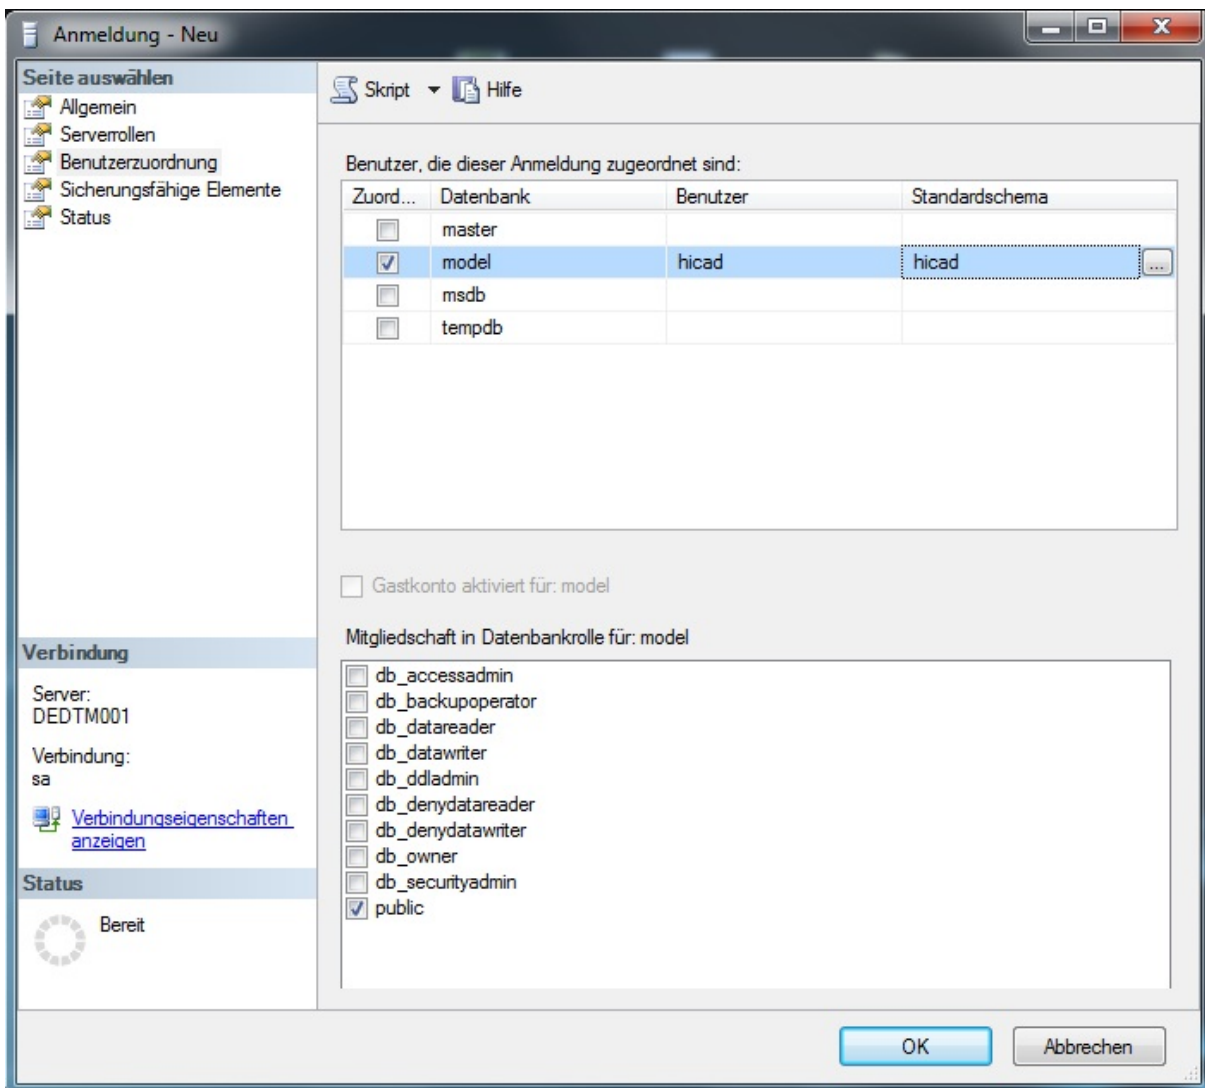 Anmeldung - Neu
Seite auswählen
Allgemein
Serverrollen
Benutzerzuordnung
Sicherungsfähige Elemente
Status
Skript
Hilfe
Benutzer, die dieser Anmeldung zugeordnet sind:
Zuord... Datenbank Benutzer Standardschema
master
model hicad hicad ...
msdb
tempdb
Gastkonto aktiviert für: model
Mitgliedschaft in Datenbankrolle für: model
db_accessadmin
db_backupoperator
db_datareader
db_datawriter
db_ddladmin
db_denydatareader
db_denydatawriter
db_owner
db_securityadmin
public
Verbindung
Server:
DEDTM001
Verbindung:
sa
Verbindungseigenschaften
anzeigen
Status
Bereit
OK
Abbrechen